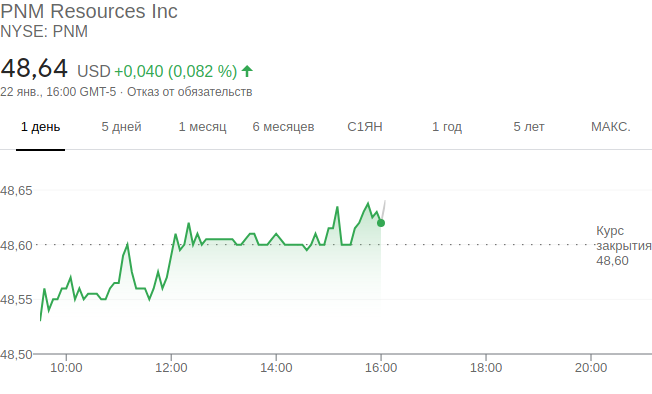 PNM Resources Inc
NYSE: PNM
48,64 USD +0,040 (0,082 %)
22 янв., 16:00 GMT-5 · Отказ от обязательств
1 день 5 дней 1 месяц 6 месяцев С1ЯН 1 год 5 лет МАКС.
48,65
48,60
48,55
48,50
Курс
закрытия
48,60
10:00 12:00 14:00 16:00 18:00 20:00